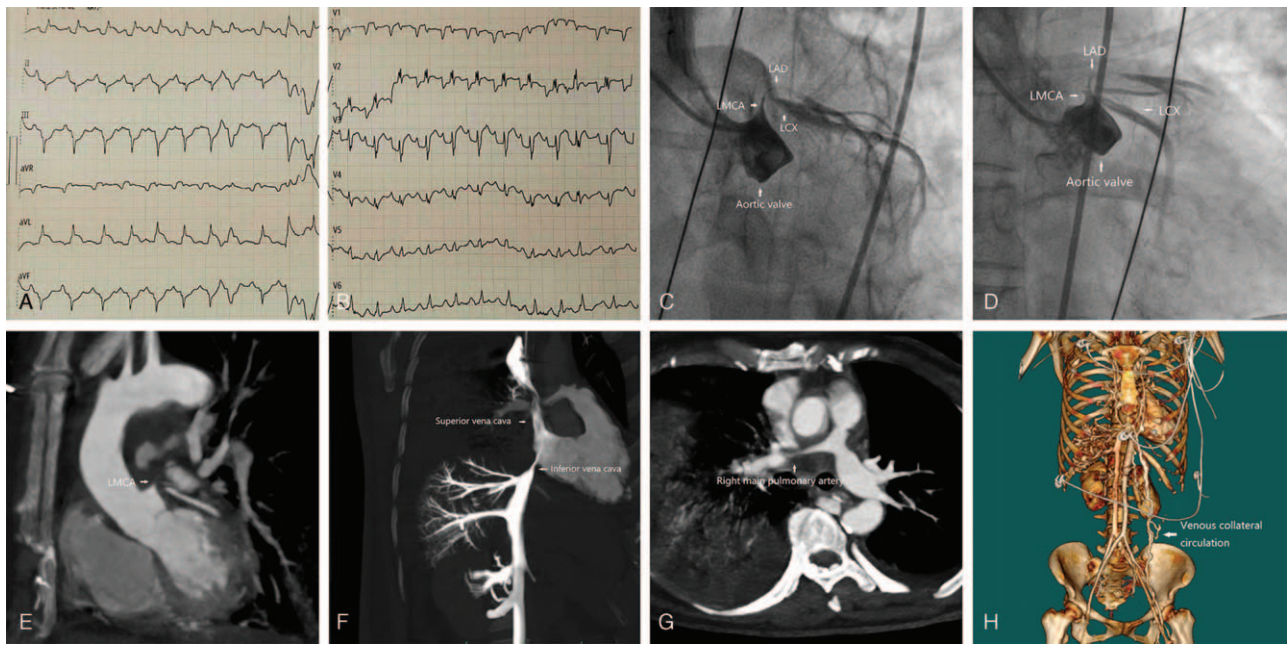 I
II
III
aVR
aVL
aVF
A
V1
V2
V3
V4
V5
V6
B
LAD
LMCA
LCX
Aortic valve
C
LAD
LMCA
LCX
Aortic valve
D
LMCA
E
Superior vena cava
Inferior vena cava
F
Right main pulmonary artery
G
Venous collateral
circulation
H